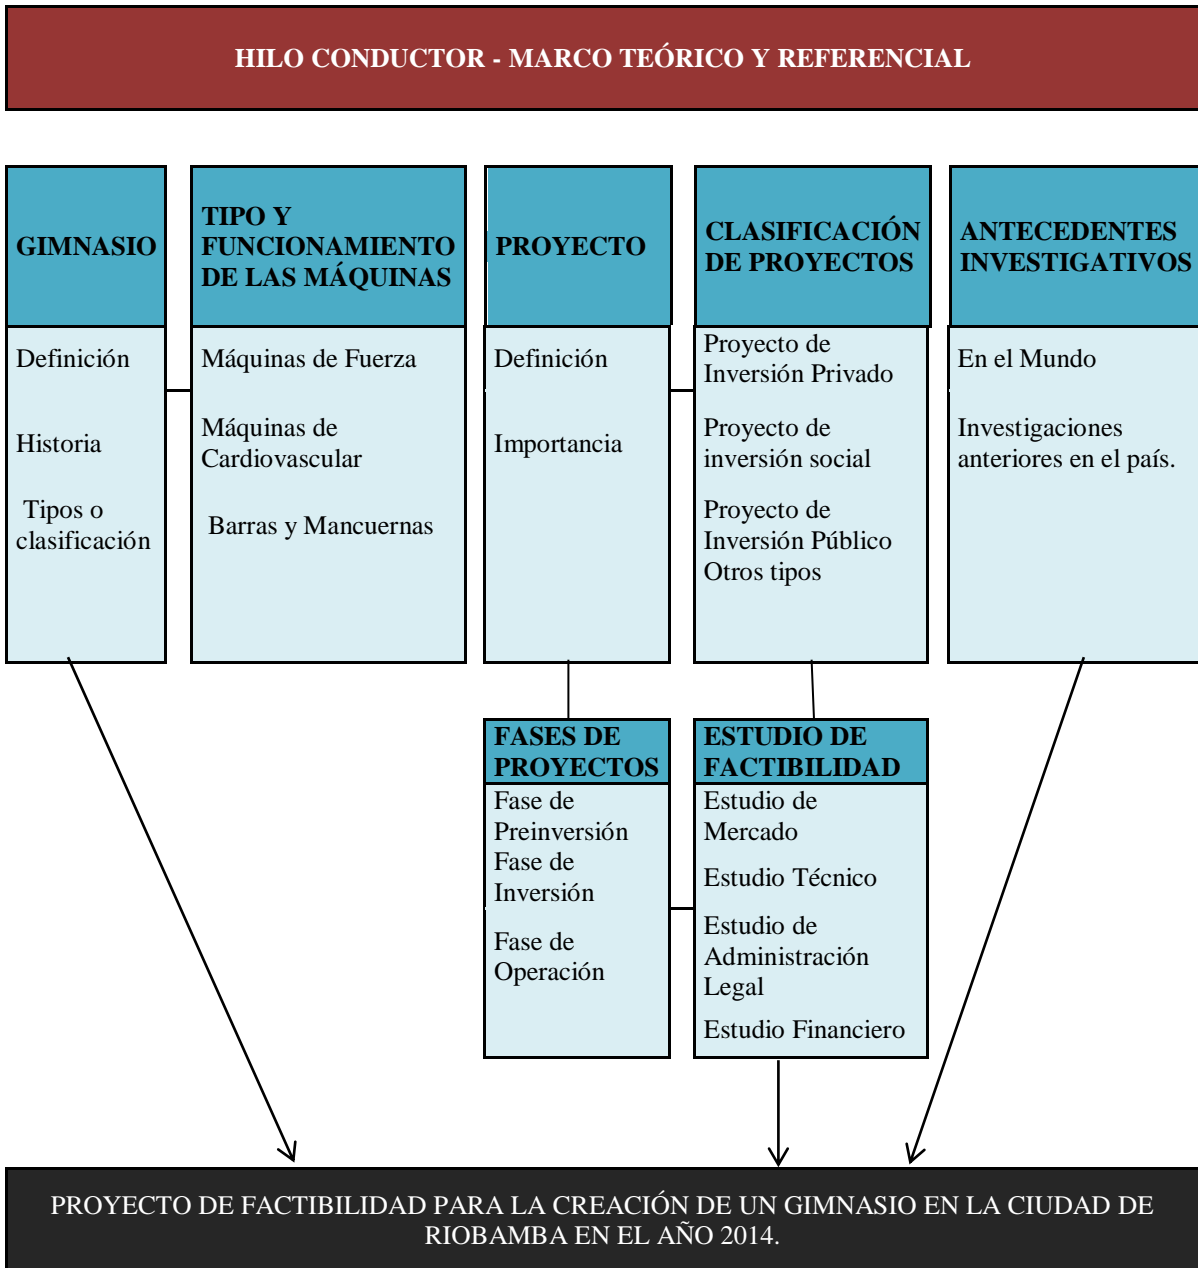 HILO CONDUCTOR - MARCO TEÓRICO Y REFERENCIAL
GIMNASIO
Definición
Historia
Tipos o
clasificación
TIPO Y
FUNCIONAMIENTO
DE LAS MÁQUINAS
Máquinas de Fuerza
Máquinas de
Cardiovascular
Barras y Mancuernas
PROYECTO
Definición
Importancia
CLASIFICACIÓN
DE PROYECTOS
Proyecto de
Inversión Privado
Proyecto de
inversión social
Proyecto de
Inversión Público
Otros tipos
ANTECEDENTES
INVESTIGATIVOS
En el Mundo
Investigaciones
anteriores en el país.
FASES DE
PROYECTOS
Fase de
Preinversión
Fase de
Inversión
Fase de
Operación
ESTUDIO DE
FACTIBILIDAD
Estudio de
Mercado
Estudio Técnico
Estudio de
Administración
Legal
Estudio Financiero
PROYECTO DE FACTIBILIDAD PARA LA CREACIÓN DE UN GIMNASIO EN LA CIUDAD DE
RIOBAMBA EN EL AÑO 2014.